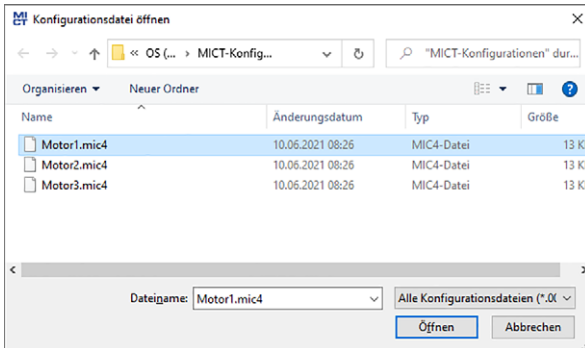 MICT Konfigurationsdatei öffnen
« OS (... > MICT-Konfig...
"MICT-Konfigurationen" dur...
Organisieren Neuer Ordner
Name Änderungsdatum Typ Größe
Motor1.mic4 10.06.2021 08:26 MIC4-Datei 13 K
Motor2.mic4 10.06.2021 08:26 MIC4-Datei 13 K
Motor3.mic4 10.06.2021 08:26 MIC4-Datei 13 K
Dateiname: Motor1.mic4 Alle Konfigurationsdateien (*.00
Öffnen Abbrechen